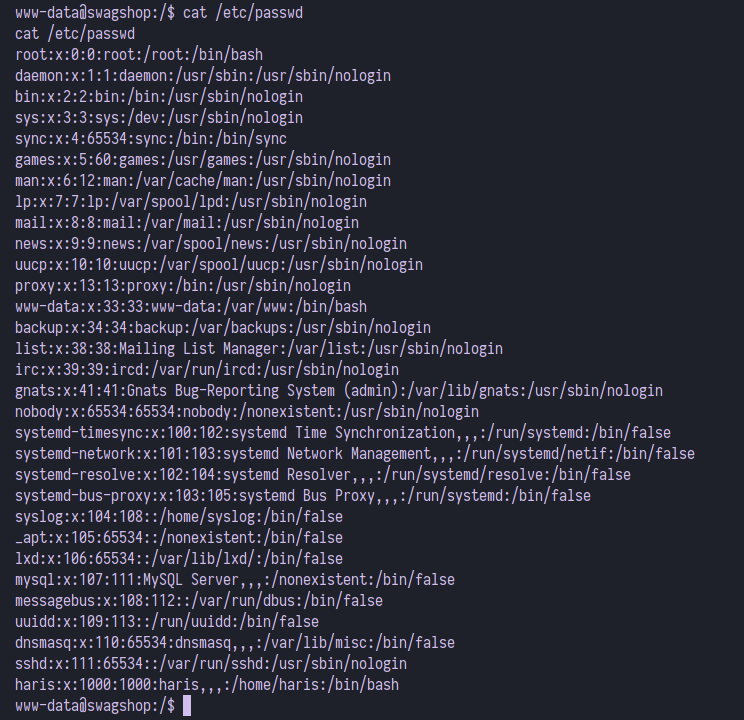 www-data@swagshop:/$ cat /etc/passwd
cat /etc/passwd
root:x:0:0:root:/root:/bin/bash
daemon:x:1:1:daemon:/usr/sbin:/usr/sbin/nologin
bin:x:2:2:bin:/bin:/usr/sbin/nologin
sys:x:3:3:sys:/dev:/usr/sbin/nologin
sync:x:4:65534:sync:/bin:/bin/sync
games:x:5:60:games:/usr/games:/usr/sbin/nologin
man:x:6:12:man:/var/cache/man:/usr/sbin/nologin
lp:x:7:7:lp:/var/spool/lpd:/usr/sbin/nologin
mail:x:8:8:mail:/var/mail:/usr/sbin/nologin
news:x:9:9:news:/var/spool/news:/usr/sbin/nologin
uucp:x:10:10:uucp:/var/spool/uucp:/usr/sbin/nologin
proxy:x:13:13:proxy:/bin:/usr/sbin/nologin
www-data:x:33:33:www-data:/var/www:/bin/bash
backup:x:34:34:backup:/var/backups:/usr/sbin/nologin
list:x:38:38:Mailing List Manager:/var/list:/usr/sbin/nologin
irc:x:39:39:ircd:/var/run/ircd:/usr/sbin/nologin
gnats:x:41:41:Gnats Bug-Reporting System (admin):/var/lib/gnats:/usr/sbin/nologin
nobody:x:65534:65534:nobody:/nonexistent:/usr/sbin/nologin
systemd-timesync:x:100:102:systemd Time Synchronization,,,:/run/systemd:/bin/false
systemd-network:x:101:103:systemd Network Management,,,:/run/systemd/netif:/bin/false
systemd-resolve:x:102:104:systemd Resolver,,,:/run/systemd/resolve:/bin/false
systemd-bus-proxy:x:103:105:systemd Bus Proxy,,,:/run/systemd:/bin/false
syslog:x:104:108::/home/syslog:/bin/false
_apt:x:105:65534::/nonexistent:/bin/false
lxd:x:106:65534::/var/lib/lxd/:/bin/false
mysql:x:107:111:MySQL Server,,,:/nonexistent:/bin/false
messagebus:x:108:112::/var/run/dbus:/bin/false
uuidd:x:109:113::/run/uuidd:/bin/false
dnsmasq:x:110:65534:dnsmasq,,,:/var/lib/misc:/bin/false
sshd:x:111:65534::/var/run/sshd:/usr/sbin/nologin
haris:x:1000:1000:haris,,,:/home/haris:/bin/bash
www-data@swagshop:/$